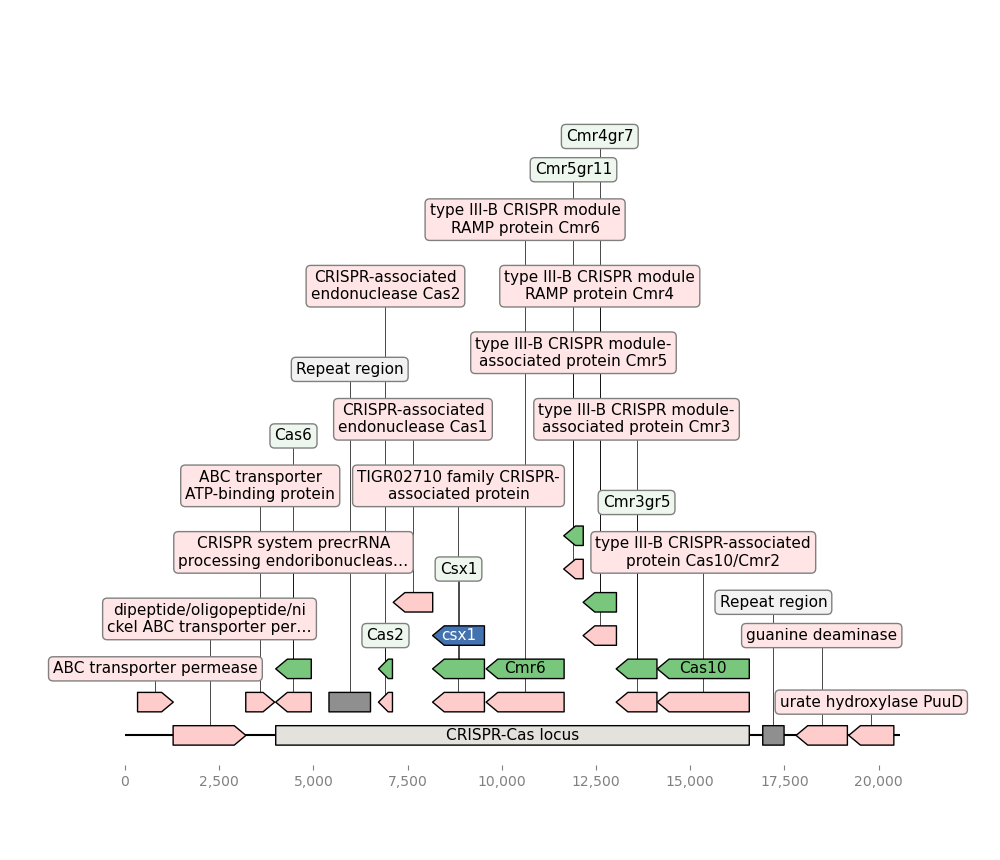 Cmr4gr7
Cmr5gr11
type III-B CRISPR module
RAMP protein Cmr6
CRISPR-associated
endonuclease Cas2
type III-B CRISPR module
RAMP protein Cmr4
type III-B CRISPR module-
associated protein Cmr5
Repeat region
CRISPR-associated
endonuclease Cas1
type III-B CRISPR module-
associated protein Cmr3
Cas6
ABC transporter
ATP-binding protein
TIGR02710 family CRISPR-
associated protein
Cmr3gr5
CRISPR system precrRNA
processing endoribonucleas...
type III-B CRISPR-associated
protein Cas10/Cmr2
Csx1
Repeat region
dipeptide/oligopeptide/ni
ckel ABC transporter per...
Cas2
csx1
guanine deaminase
ABC transporter permease
Cmr6
Cas10
urate hydroxylase PuuD
CRISPR-Cas locus
0
2,500
5,000
7,500
10,000
12,500
15,000
17,500
20,000